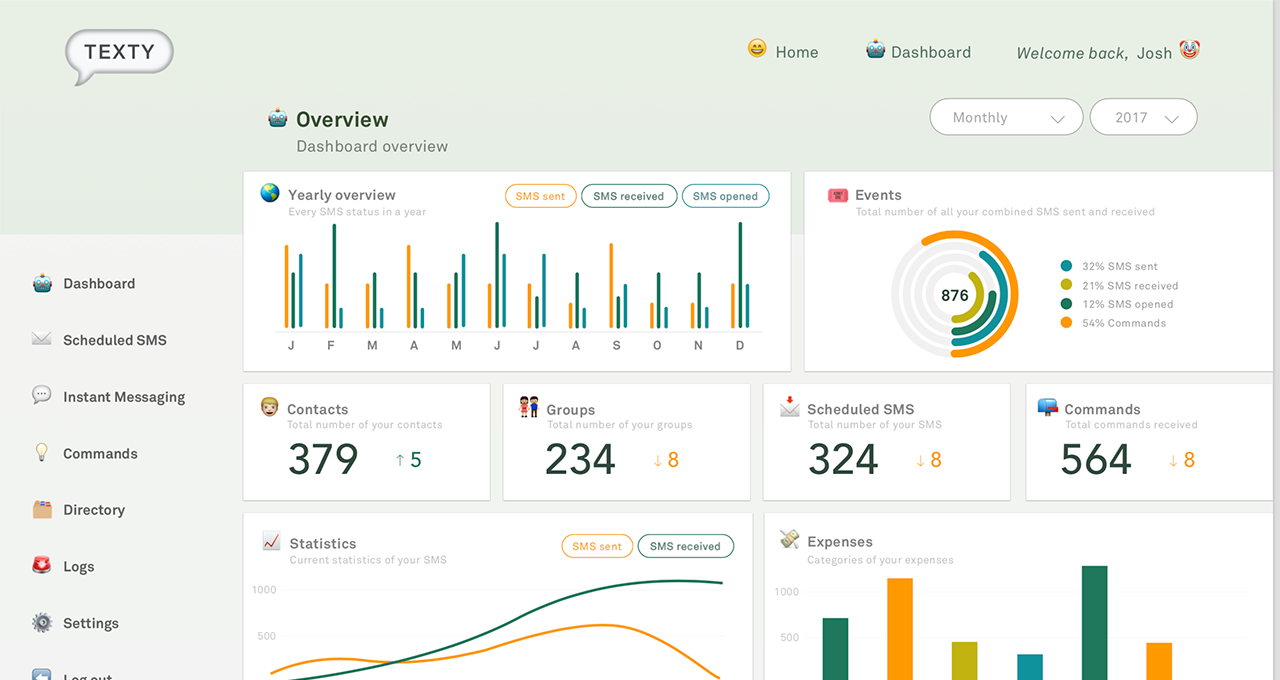 TEXTY
Home
Dashboard
Welcome back, Josh
Overview
Dashboard overview
Monthly
2017
Yearly overview
Every SMS status in a year
SMS sent
SMS received
SMS opened
J F M A M J J A S O N D
Events
Total number of all your combined SMS sent and received
876
32% SMS sent
21% SMS received
12% SMS opened
54% Commands
Dashboard
Scheduled SMS
Instant Messaging
Commands
Directory
Logs
Settings
Log out
Contacts
Total number of your contacts
379 ↑ 5
Groups
Total number of your groups
234 ↓ 8
Scheduled SMS
Total number of your SMS
324 ↓ 8
Commands
Total commands received
564 ↓ 8
Statistics
Current statistics of your SMS
SMS sent
SMS received
1000
500
Expenses
Categories of your expenses
1000
500